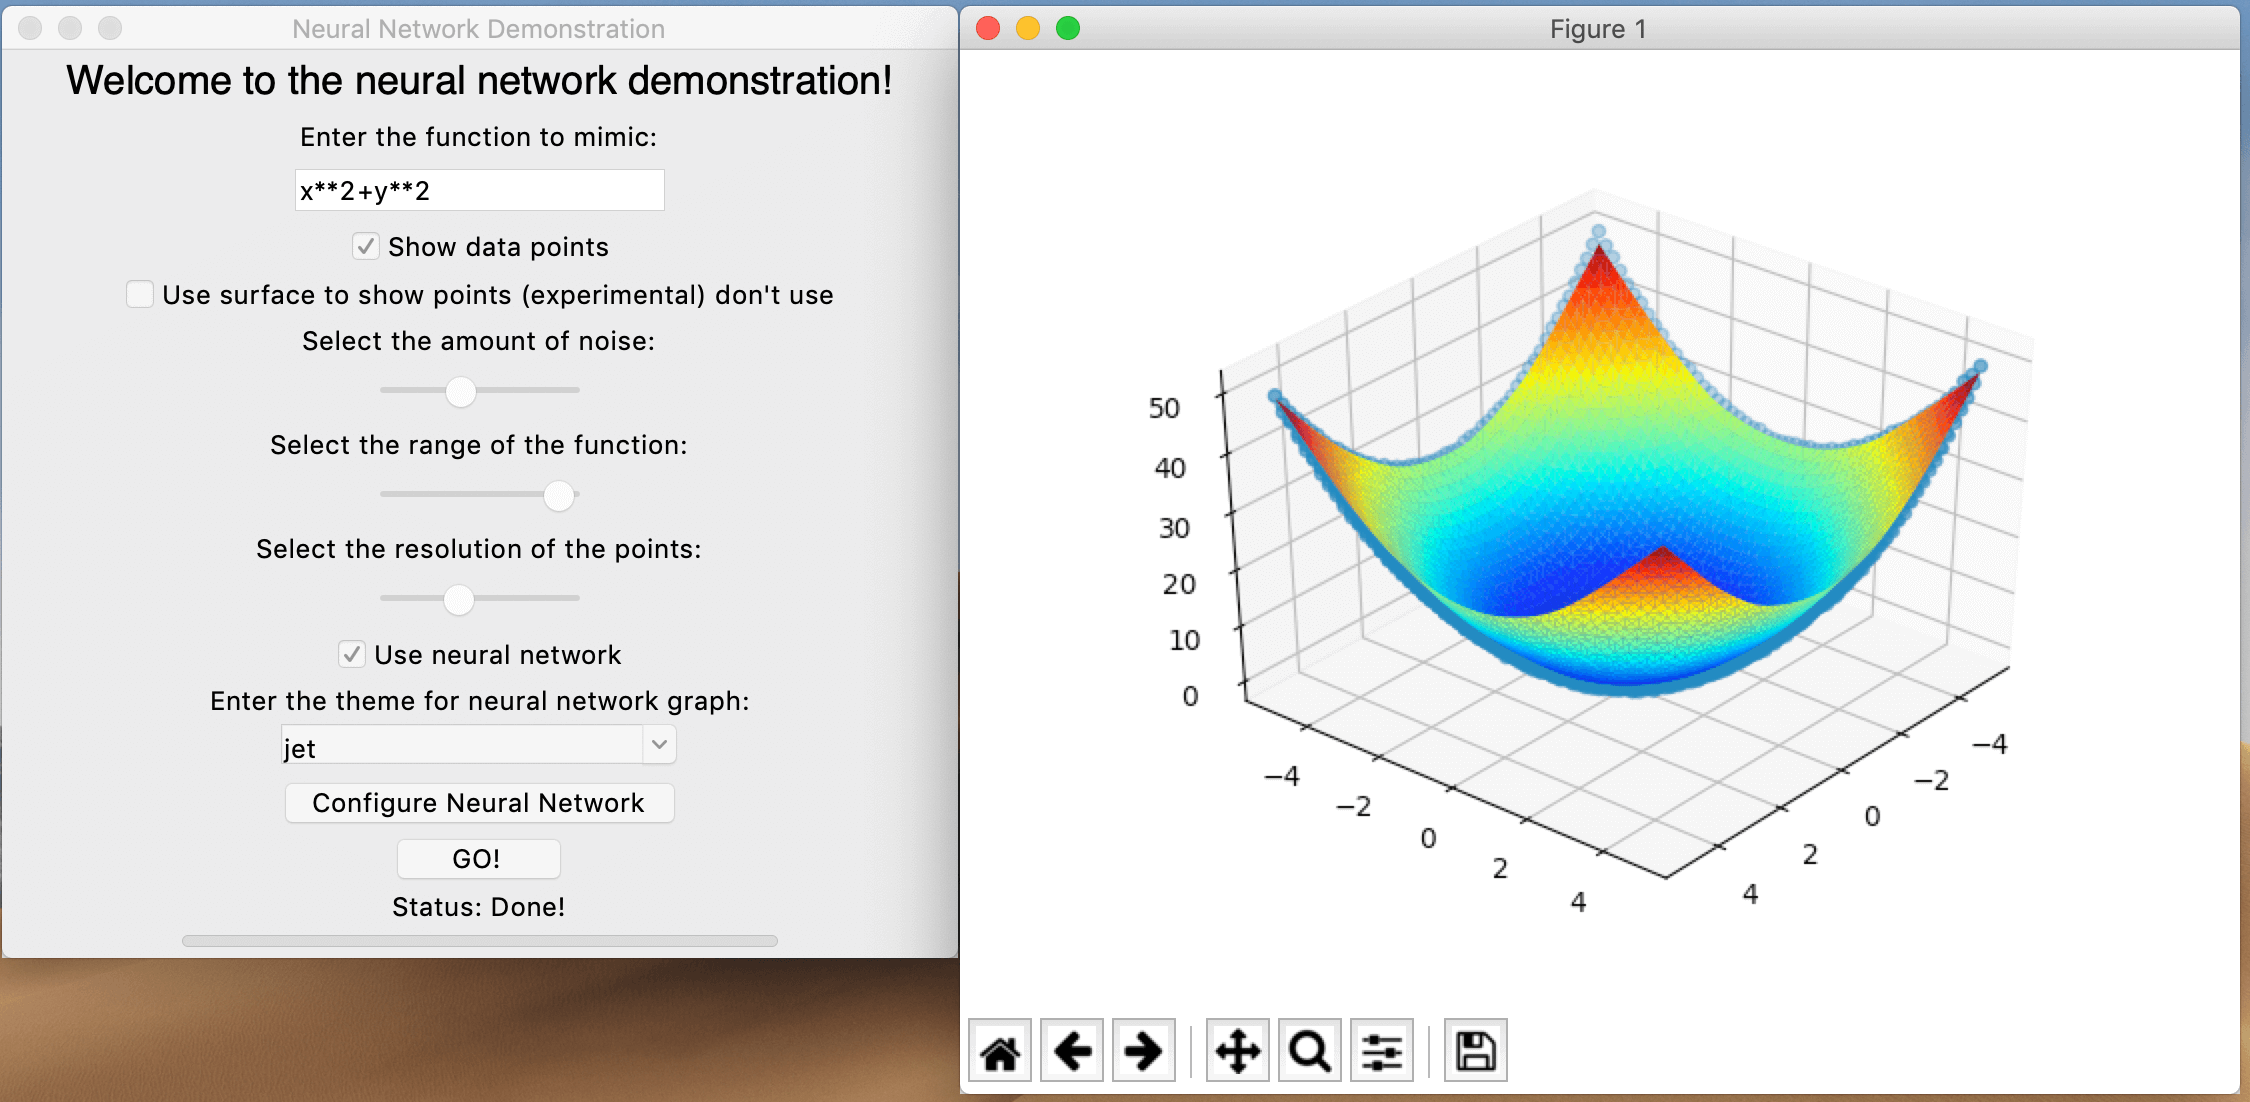 Neural Network Demonstration
Welcome to the neural network demonstration!
Enter the function to mimic:
x**2+y**2
Show data points
Use surface to show points (experimental) don't use
Select the amount of noise:
Select the range of the function:
Select the resolution of the points:
Use neural network
Enter the theme for neural network graph:
jet
Configure Neural Network
GO!
Status: Done!
Figure 1
50
40
30
20
10
0
−4
−2
0
2
4
4
2
0
−2
−4